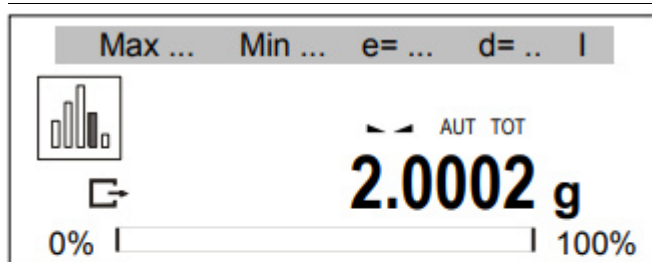 Max ... Min ... e= ... d= .. I
AUT TOT
2.0002 g
0% 100%